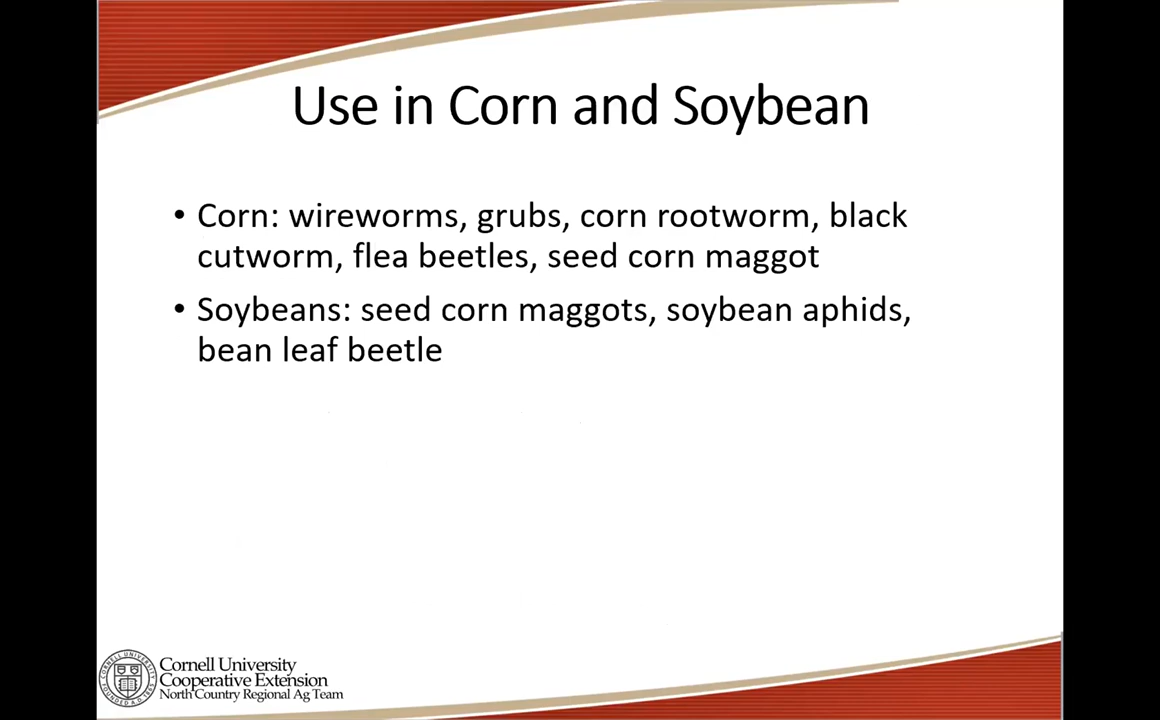 Use in Corn and Soybean
• Corn: wireworms, grubs, corn rootworm, black
cutworm, flea beetles, seed corn maggot
• Soybeans: seed corn maggots, soybean aphids,
bean leaf beetle
Cornell University
Cooperative Extension
North Country Regional Ag Team